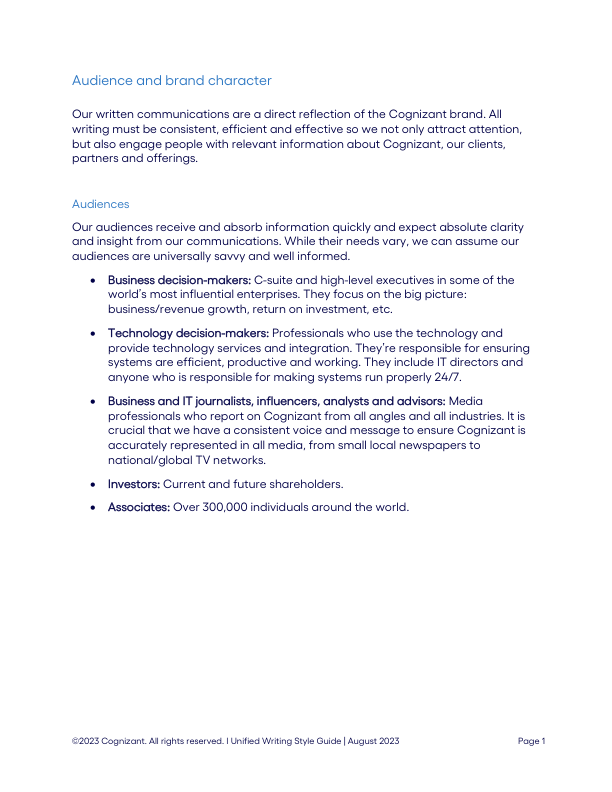 Audience and brand character
Our written communications are a direct reflection of the Cognizant brand. All
writing must be consistent, efficient and effective so we not only attract attention,
but also engage people with relevant information about Cognizant, our clients,
partners and offerings.
Audiences
Our audiences receive and absorb information quickly and expect absolute clarity
and insight from our communications. While their needs vary, we can assume our
audiences are universally savvy and well informed.
• Business decision-makers: C-suite and high-level executives in some of the
world's most influential enterprises. They focus on the big picture:
business/revenue growth, return on investment, etc.
• Technology decision-makers: Professionals who use the technology and
provide technology services and integration. They're responsible for ensuring
systems are efficient, productive and working. They include IT directors and
anyone who is responsible for making systems run properly 24/7.
• Business and IT journalists, influencers, analysts and advisors: Media
professionals who report on Cognizant from all angles and all industries. It is
crucial that we have a consistent voice and message to ensure Cognizant is
accurately represented in all media, from small local newspapers to
national/global TV networks.
• Investors: Current and future shareholders.
• Associates: Over 300,000 individuals around the world.
©2023 Cognizant. All rights reserved. I Unified Writing Style Guide | August 2023 Page 1